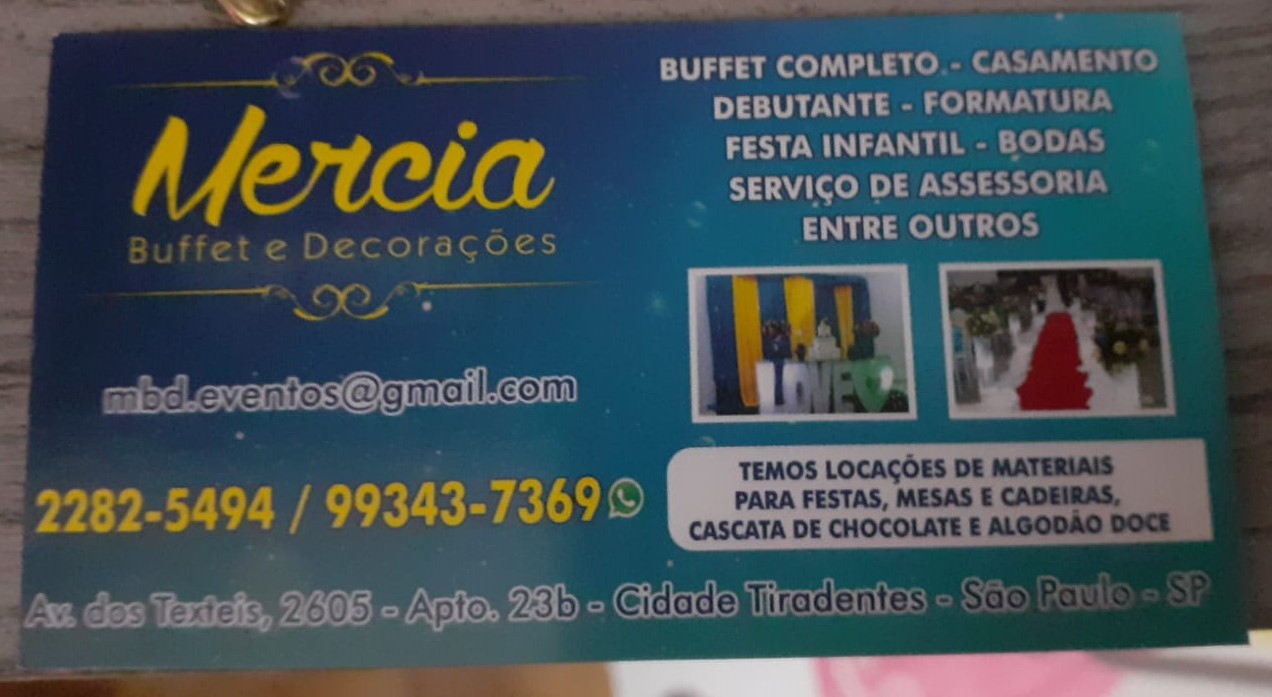 Mercia
Buffet e Decorações
mbd.eventos@gmail.com
2282-5494 / 99343-7369
BUFFET COMPLETO - CASAMENTO
DEBUTANTE - FORMATURA
FESTA INFANTIL - BODAS
SERVIÇO DE ASSESSORIA
ENTRE OUTROS
LOVE
TEMOS LOCAÇÕES DE MATERIAIS
PARA FESTAS, MESAS E CADEIRAS,
CASCATA DE CHOCOLATE E ALGODÃO DOCE
Av. dos Texteis, 2605 - Apto. 23b - Cidade Tiradentes - São Paulo - SP